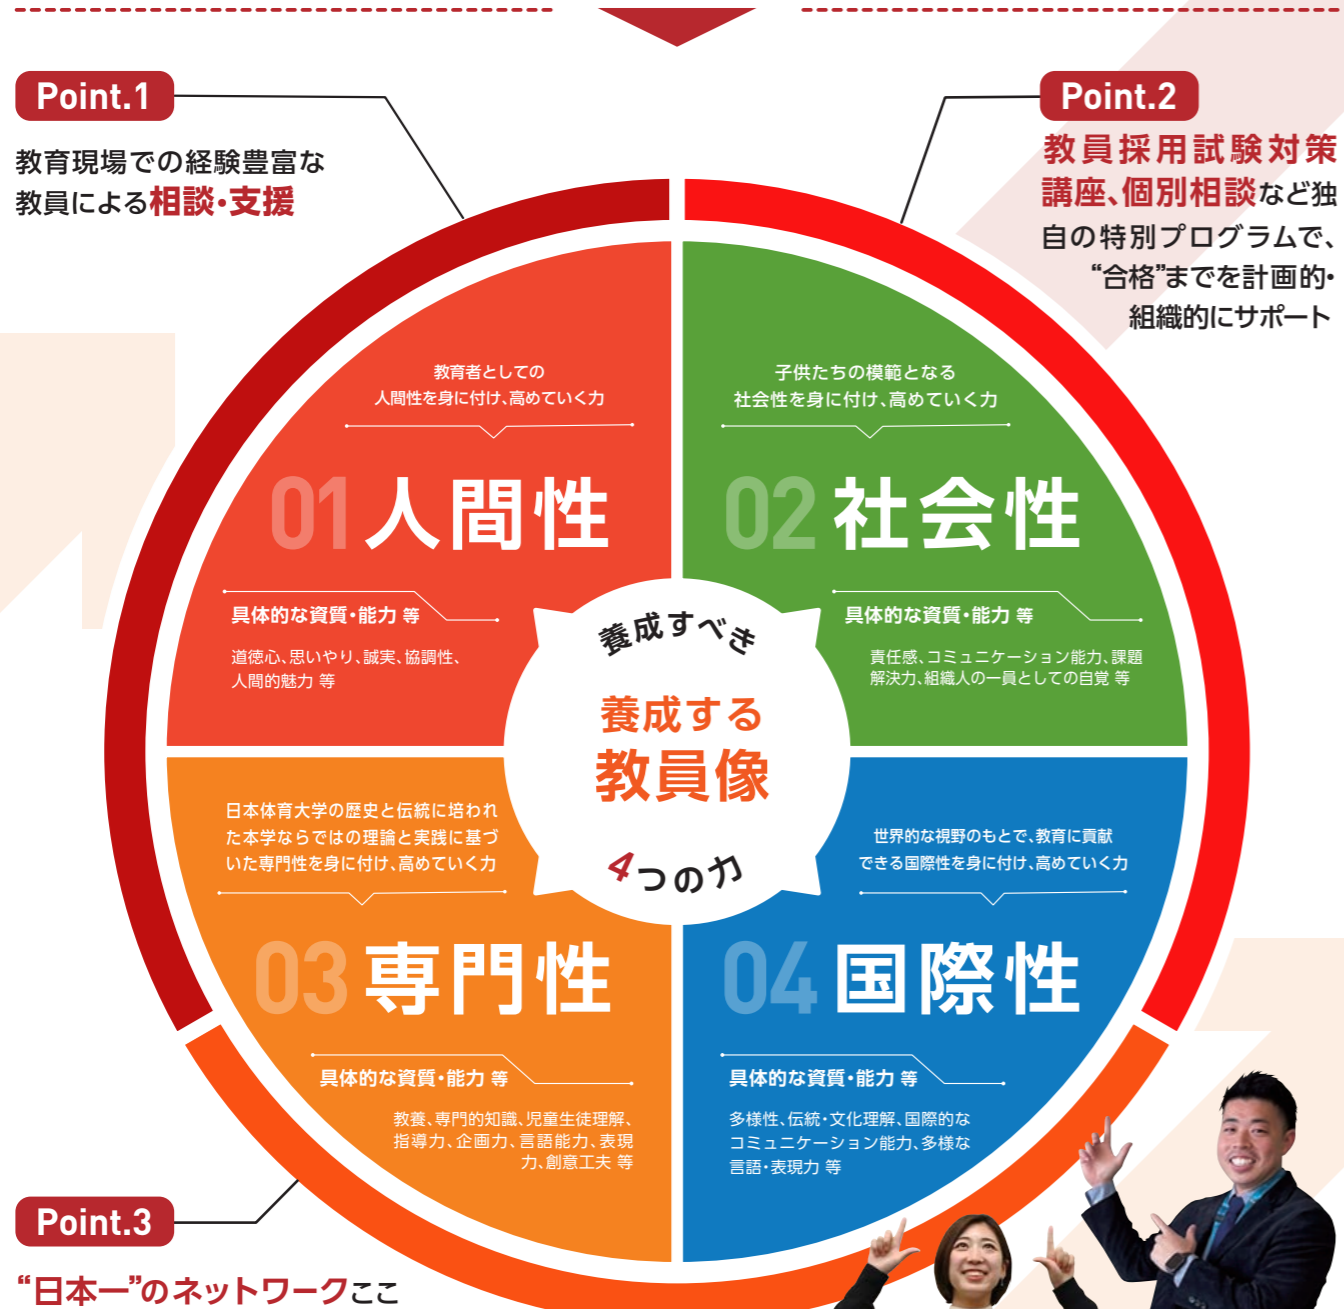 Point.1
教育現場での経験豊富な
教員による相談・支援
Point.2
教員採用試験対策
講座、個別相談など独
自の特別プログラムで、
“合格”までを計画的・
組織的にサポート
教育者としての
人間性を身に付け、高めていく力
01 人間性
具体的な資質・能力 等
道徳心、思いやり、誠実、協調性、
人間的魅力 等
子供たちの模範となる
社会性を身に付け、高めていく力
02 社会性
具体的な資質・能力 等
責任感、コミュニケーション能力、課題
解決力、組織人の一員としての自覚 等
養成すべき
養成する
教員像
4つの力
日本体育大学の歴史と伝統に培われ
た本学ならではの理論と実践に基づ
いた専門性を身に付け、高めていく力
03 専門性
具体的な資質・能力 等
教養、専門的知識、児童生徒理解、
指導力、企画力、言語能力、表現
力、創意工夫 等
世界的な視野のもとで、教育に貢献
できる国際性を身に付け、高めていく力
04 国際性
具体的な資質・能力 等
多様性、伝統・文化理解、国際的な
コミュニケーション能力、多様な
言語・表現力 等
Point.3
“日本一”のネットワークここ